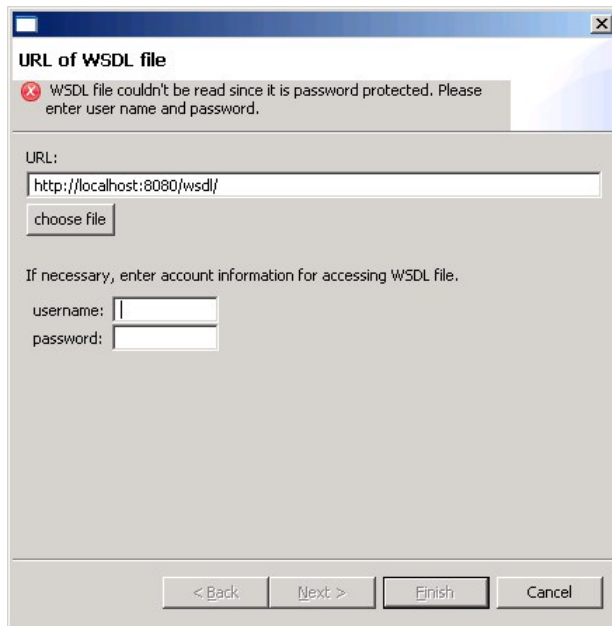 URL of WSDL file
WSDL file couldn't be read since it is password protected. Please
enter user name and password.
URL:
http://localhost:8080/wsdl/
choose file
If necessary, enter account information for accessing WSDL file.
username:
password:
< Back
Next >
Finish
Cancel